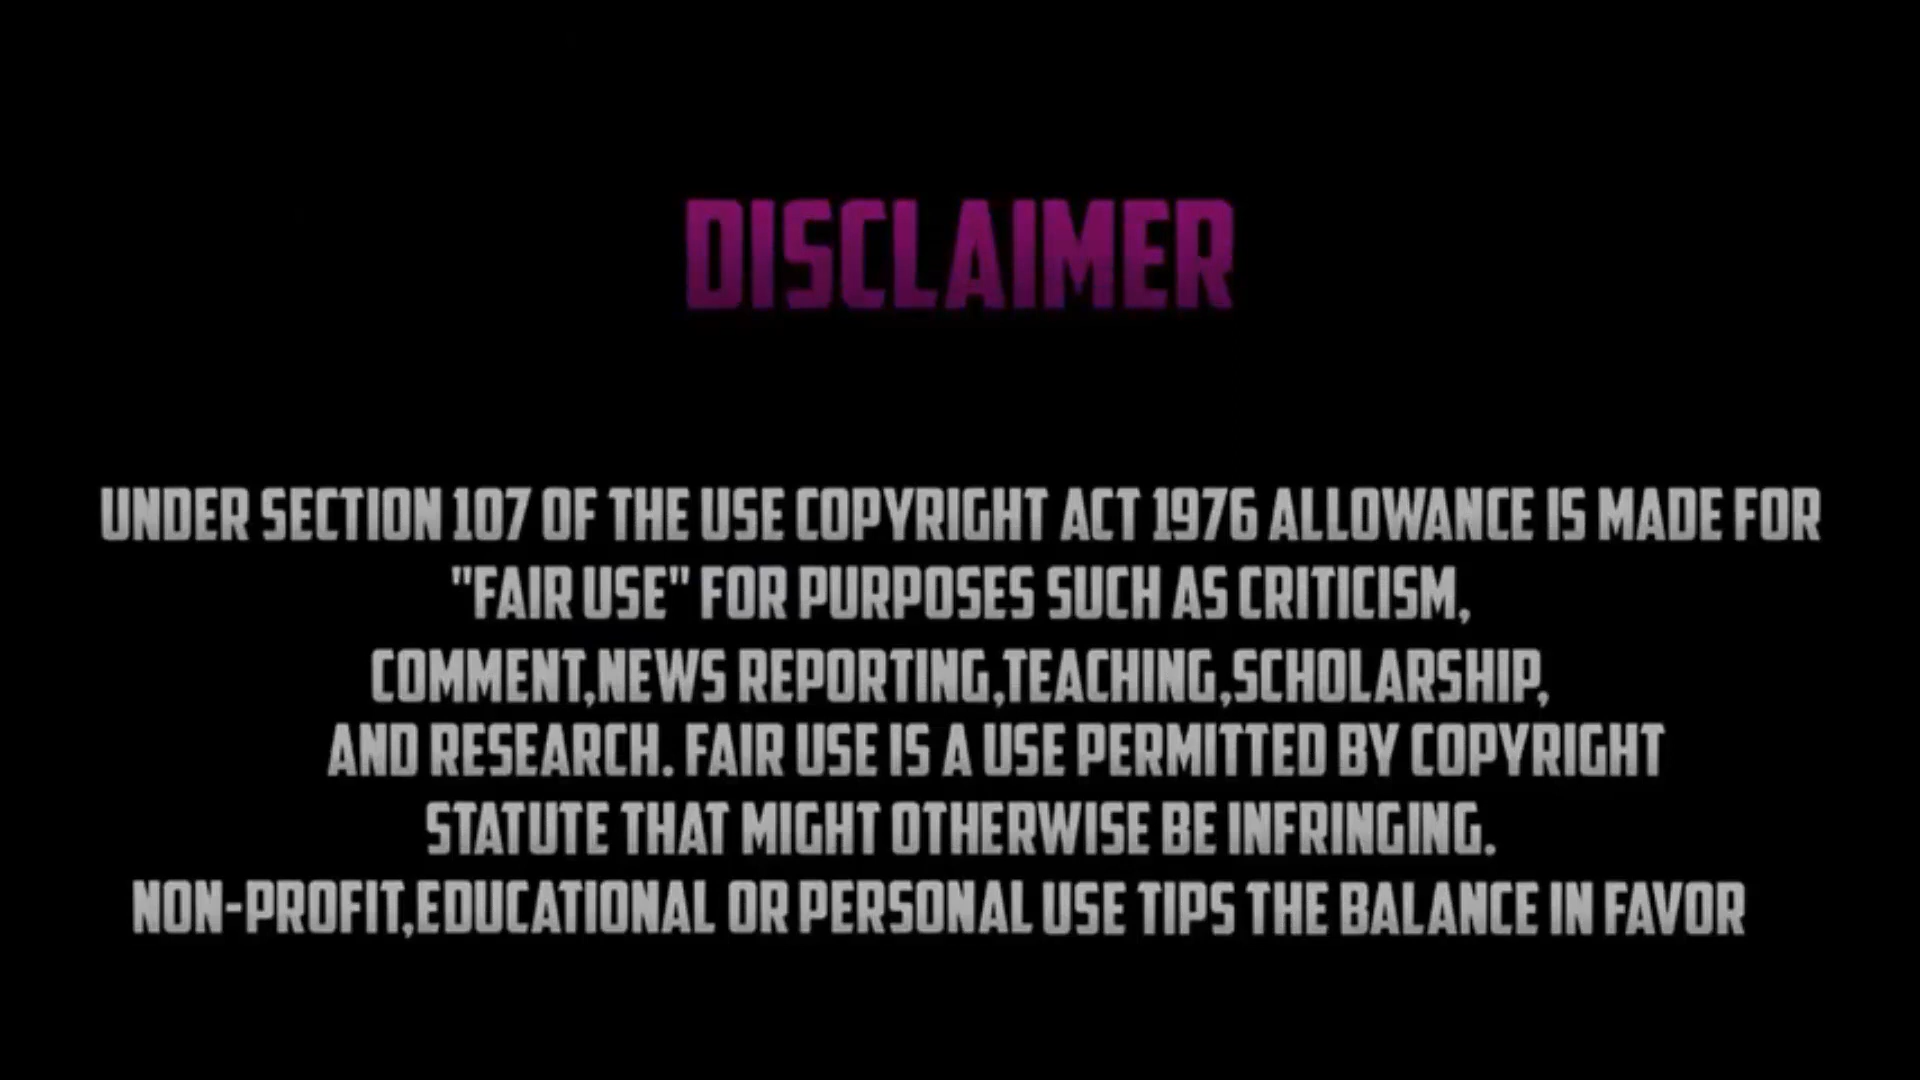 DISCLAIMER
UNDER SECTION 107 OF THE USE COPYRIGHT ACT 1976 ALLOWANCE IS MADE FOR
"FAIR USE" FOR PURPOSES SUCH AS CRITICISM,
COMMENT,NEWS REPORTING,TEACHING,SCHOLARSHIP,
AND RESEARCH. FAIR USE IS A USE PERMITTED BY COPYRIGHT
STATUTE THAT MIGHT OTHERWISE BE INFRINGING.
NON-PROFIT,EDUCATIONAL OR PERSONAL USE TIPS THE BALANCE IN FAVOR